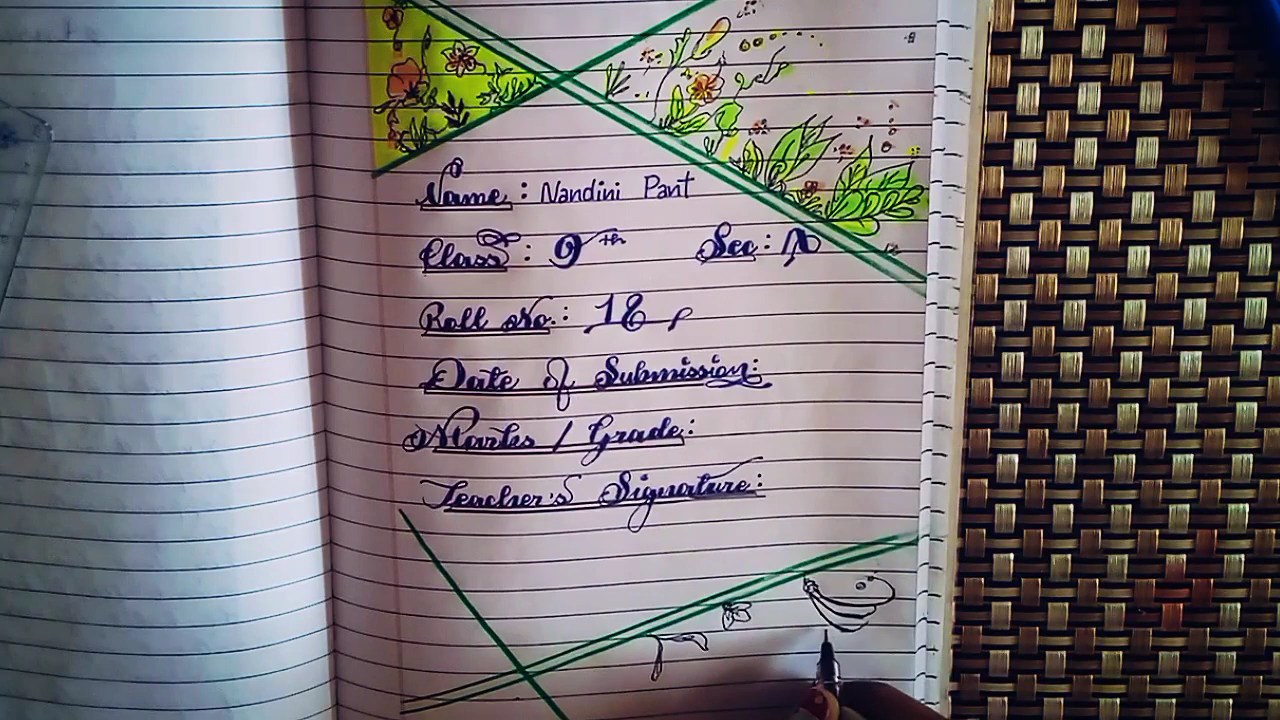 Name: Nandini Pant
Class: 9th Sec: A
Roll No.: 18
Date of Submission:
Marks / Grade:
Teacher's Signature: